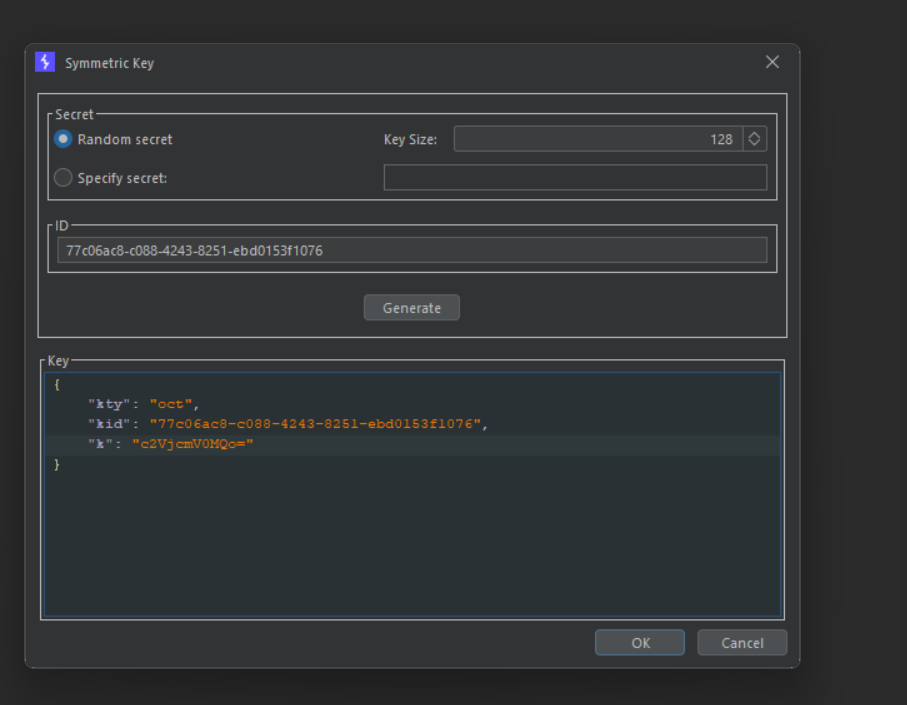 Symmetric Key
Secret
Random secret Key Size: 128
Specify secret:
ID
77c06ac8-c088-4243-8251-ebd0153f1076
Generate
Key
{
"kty": "oct",
"kid": "77c06ac8-c088-4243-8251-ebd0153f1076",
"k": "c2VjcmV0MQo="
}
OK Cancel